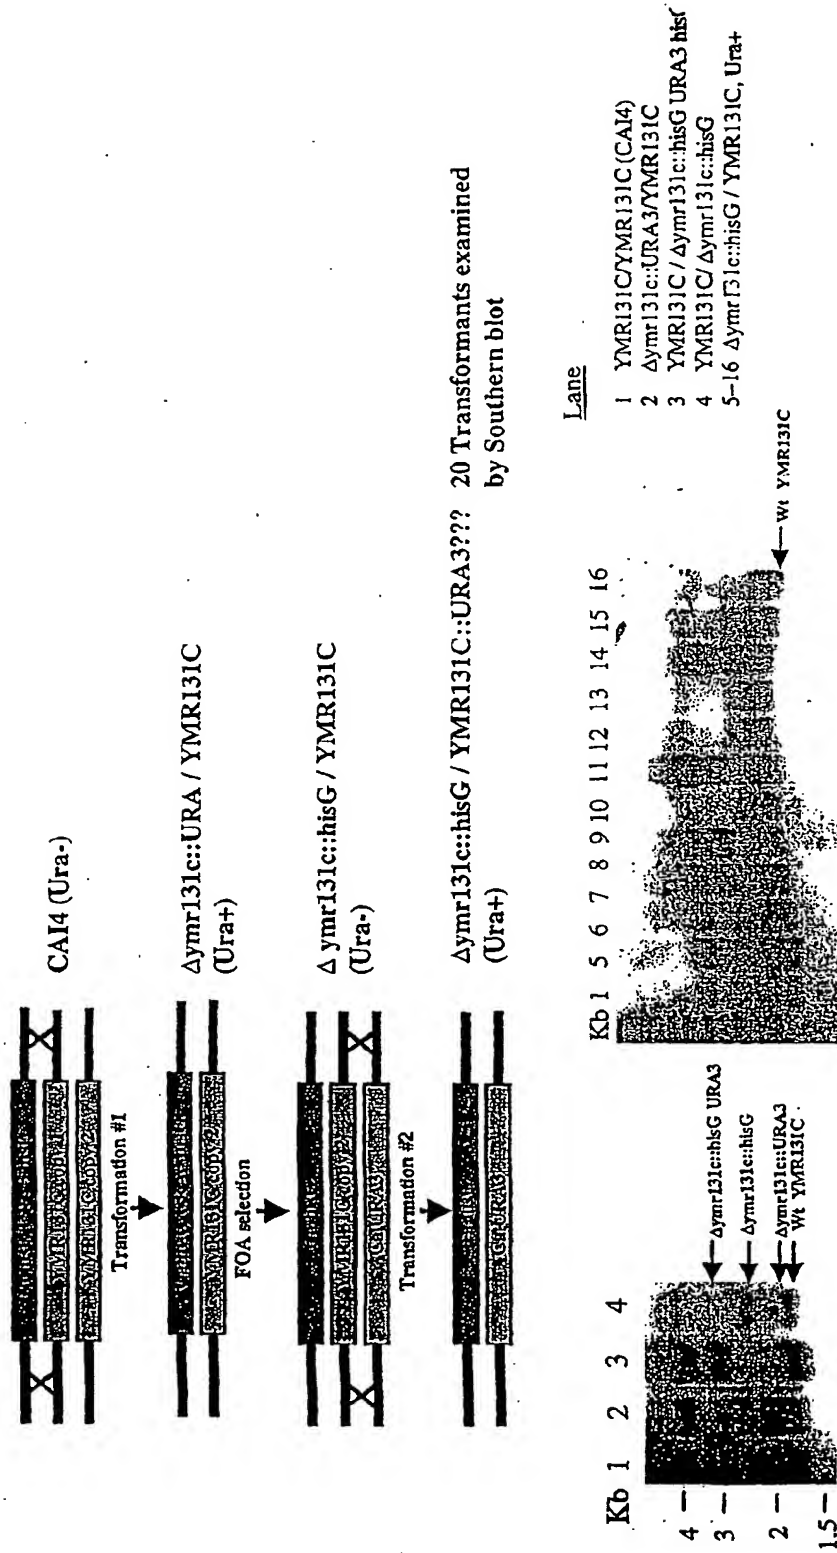 CAI4 (Ura-)
Transformation #1
Δymr131c::URA / YMR131C
(Ura+)
FOA selection
Δ ymr131c::hisG / YMR131C
(Ura-)
Transformation #2
Δymr131c::hisG / YMR131C::URA3???
(Ura+)
20 Transformants examined
by Southern blot
Kb 1 2 3 4
4
3
2
1.5
Δymr131c::hisG URA3
Δymr131c::hisG
Δymr131c::URA3
Wt YMR131C
Kb 1 5 6 7 8 9 10 11 12 13 14 15 16
Wt YMR131C
Lane
1 YMR131C/YMR131C (CAI4)
2 Δymr131c::URA3/YMR131C
3 YMR131C / Δymr131c::hisG URA3
4 YMR131C/ Δymr131c::hisG
5–16 Δymr131c::hisG / YMR131C, Ura+